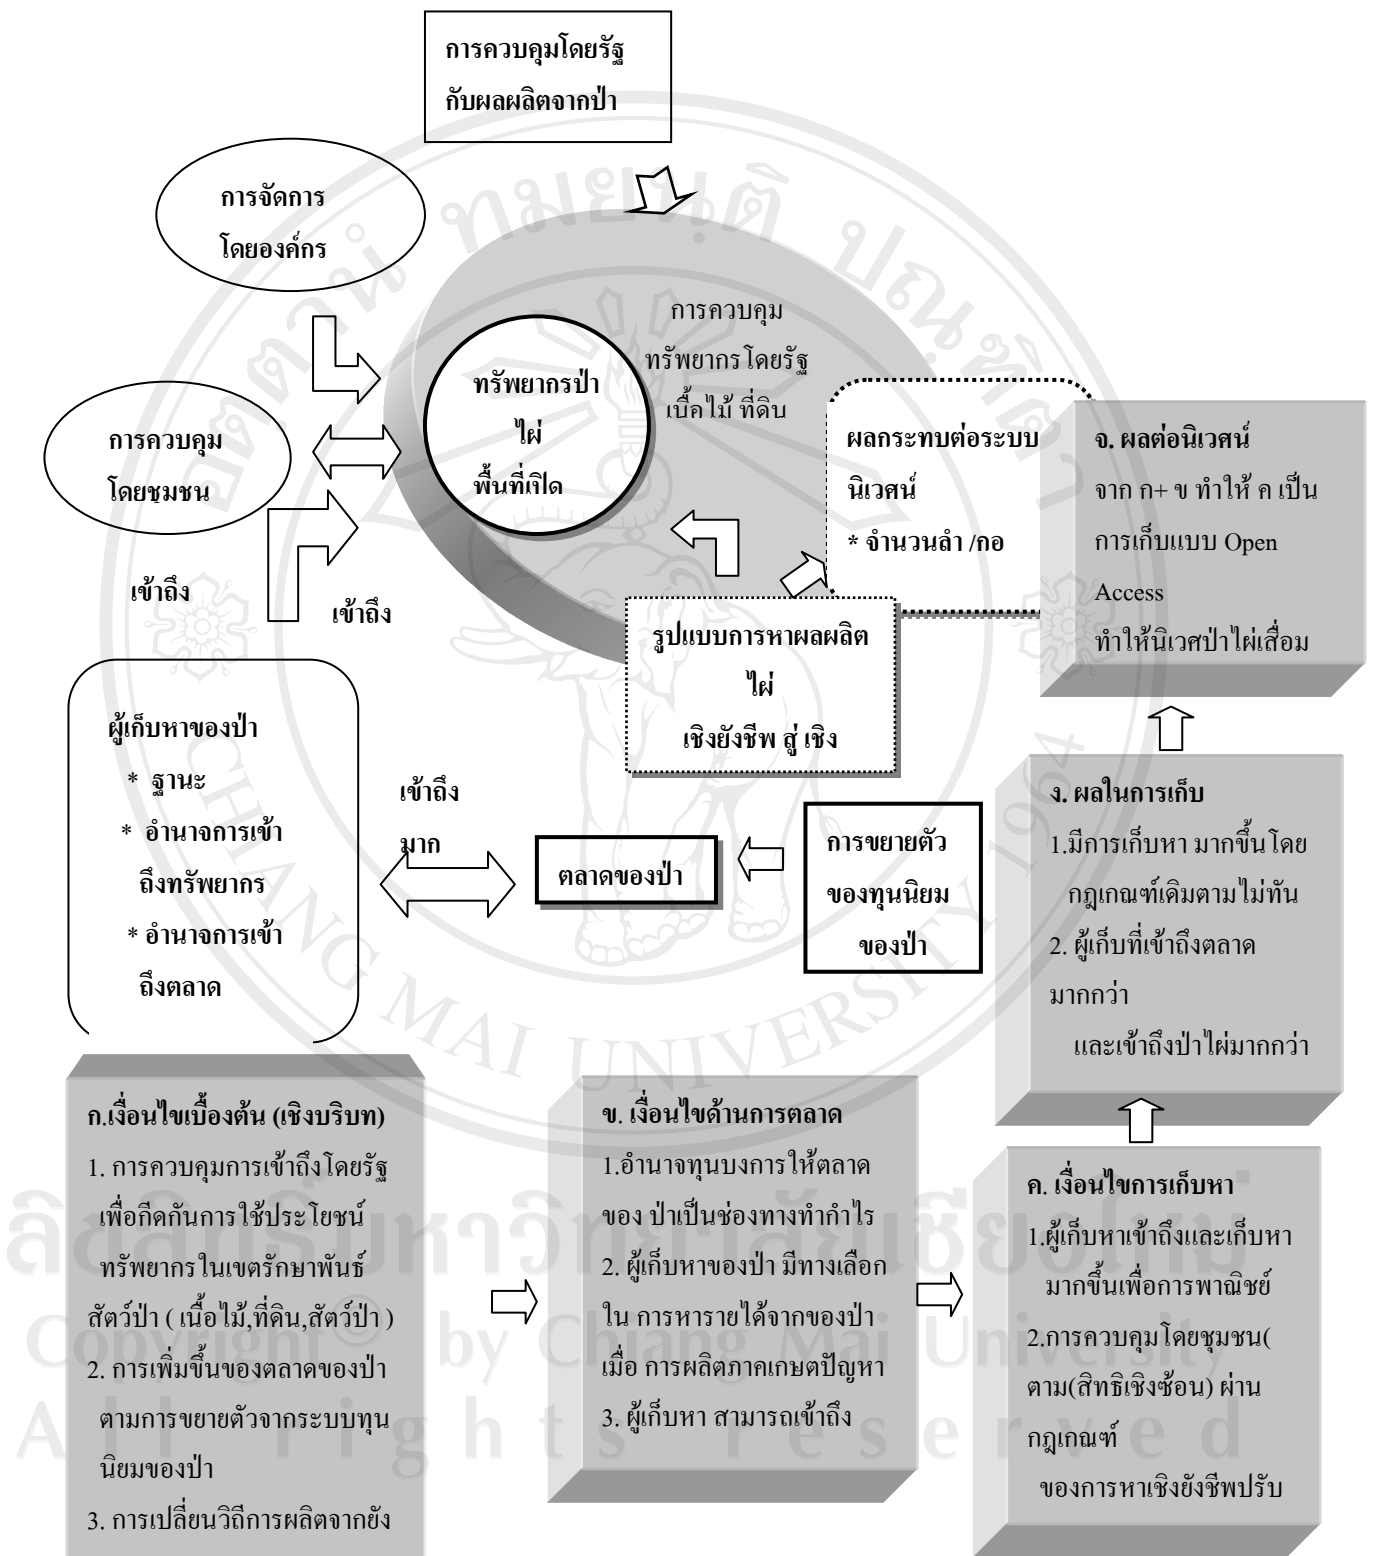 การควบคุมโดยรัฐ
กับผลผลิตจากป่า
การจัดการ
โดยองค์กร
การควบคุม
ทรัพยากรโดยรัฐ
เนื้อไม้ ที่ดิน
ทรัพยากรป่า
ไผ่
พื้นที่เปิด
การควบคุม
โดยชุมชน
ผลกระทบต่อระบบ
นิเวศน์
* จำนวนลำ /กอ
จ. ผลต่อนิเวศน์
จาก ก+ ข ทำให้ ค เป็น
การเก็บแบบ Open
Access
ทำให้นิเวศป่าไผ่เสื่อม
เข้าถึง
เข้าถึง
รูปแบบการหาผลผลิต
ไผ่
เชิงยังชีพ สู่ เชิง
ผู้เก็บหาของป่า
* ฐานะ
* อำนาจการเข้า
ถึงทรัพยากร
* อำนาจการเข้า
ถึงตลาด
เข้าถึง
มาก
ตลาดของป่า
การขยายตัว
ของทุนนิยม
ของป่า
ง. ผลในการเก็บ
1.มีการเก็บหา มากขึ้นโดย
กฎเกณฑ์เดิมตามไม่ทัน
2. ผู้เก็บที่เข้าถึงตลาด
มากกว่า
และเข้าถึงป่าไผ่มากกว่า
ก.เงื่อนไขเบื้องต้น (เชิงบริบท)
1. การควบคุมการเข้าถึงโดยรัฐ
เพื่อกีดกันการใช้ประโยชน์
ทรัพยากรในเขตรักษาพันธ์
สัตว์ป่า ( เนื้อไม้,ที่ดิน,สัตว์ป่า )
2. การเพิ่มขึ้นของตลาดของป่า
ตามการขยายตัวจากระบบทุน
นิยมของป่า
3. การเปลี่ยนวิถีการผลิตจากยัง
ข. เงื่อนไขด้านการตลาด
1.อำนาจทุนบงการให้ตลาด
ของ ป่าเป็นช่องทางทำกำไร
2. ผู้เก็บหาของป่า มีทางเลือก
ใน การหารายได้จากของป่า
เมื่อ การผลิตภาคเกษตปัญหา
3. ผู้เก็บหา สามารถเข้าถึง
ค. เงื่อนไขการเก็บหา
1.ผู้เก็บหาเข้าถึงและเก็บหา
มากขึ้นเพื่อการพาณิชย์
2.การควบคุมโดยชุมชน(
ตาม(สิทธิเชิงซ้อน) ผ่าน
กฎเกณฑ์
ของการหาเชิงยังชีพปรับ
CHIANG MAI UNIVERSITY 1964
ลิขสิทธิ์มหาวิทยาลัยเชียงใหม่
Copyright © by Chiang Mai University
All rights reserved